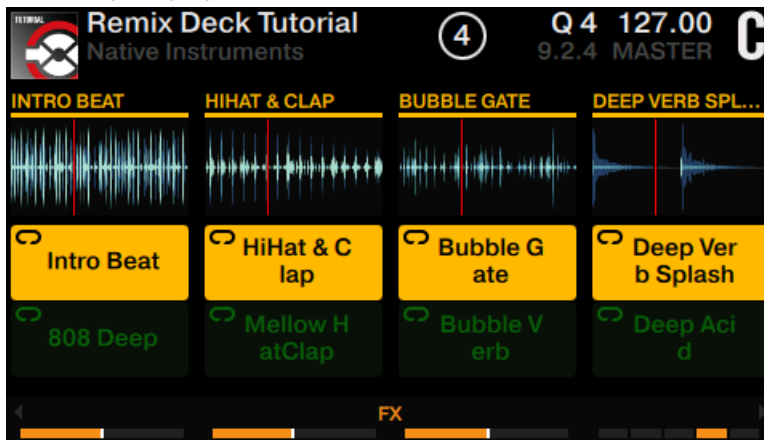 TUTORIAL
Remix Deck Tutorial
Native Instruments
4
Q 4 127.00
9.2.4 MASTER
C
INTRO BEAT
HIHAT & CLAP
BUBBLE GATE
DEEP VERB SPL...
Intro Beat
HiHat & C
lap
Bubble G
ate
Deep Ver
b Splash
808 Deep
Mellow H
atClap
Bubble V
erb
Deep Aci
d
FX